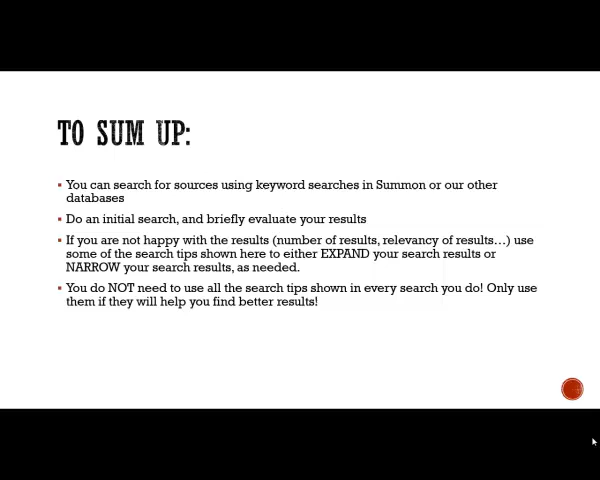 TO SUM UP:
▪ You can search for sources using keyword searches in Summon or our other
databases
▪ Do an initial search, and briefly evaluate your results
▪ If you are not happy with the results (number of results, relevancy of results…) use
some of the search tips shown here to either EXPAND your search results or
NARROW your search results, as needed.
▪ You do NOT need to use all the search tips shown in every search you do! Only use
them if they will help you find better results!